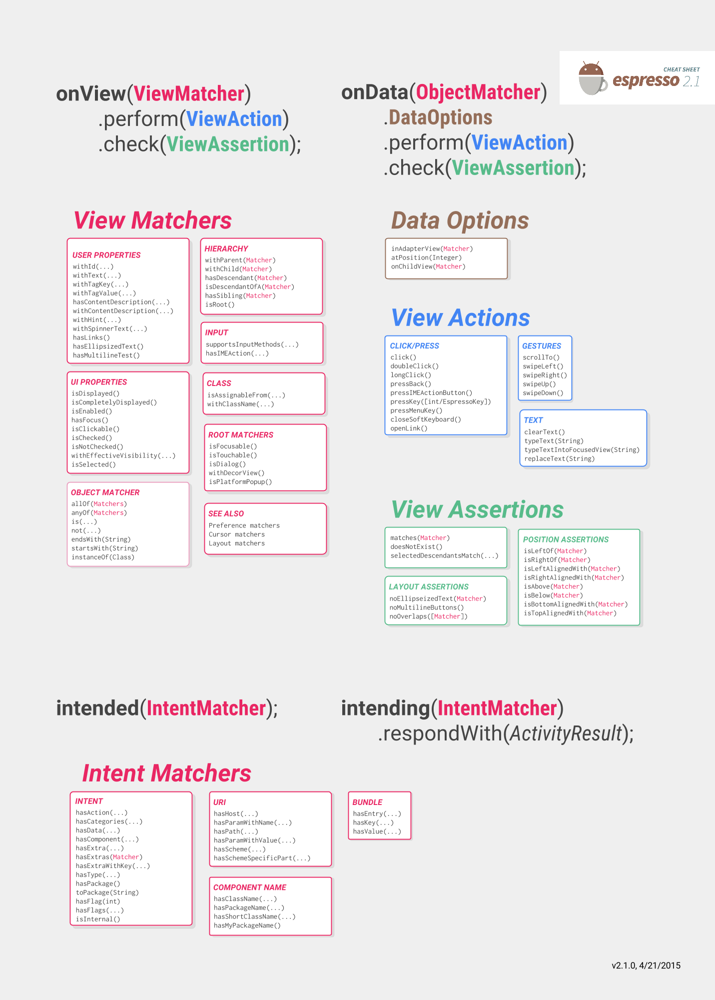 CHEAT SHEET
espresso 2.1
onView(ViewMatcher)
.perform(ViewAction)
.check(ViewAssertion);
onData(ObjectMatcher)
.DataOptions
.perform(ViewAction)
.check(ViewAssertion);
View Matchers
USER PROPERTIES
withId(...)
withText(...)
withTagKey(...)
withTagValue(...)
hasContentDescription(...)
withContentDescription(...)
withHint(...)
withSpinnerText(...)
hasLinks()
hasEllipsizedText()
hasMultilineTest()
UI PROPERTIES
isDisplayed()
isCompletelyDisplayed()
isEnabled()
hasFocus()
isClickable()
isChecked()
isNotChecked()
withEffectiveVisibility(...)
isSelected()
OBJECT MATCHER
allOf(Matchers)
anyOf(Matchers)
is(...)
not(...)
endsWith(String)
startsWith(String)
instanceOf(Class)
HIERARCHY
withParent(Matcher)
withChild(Matcher)
hasDescendant(Matcher)
isDescendantOfA(Matcher)
hasSibling(Matcher)
isRoot()
INPUT
supportsInputMethods(...)
hasIMEAction(...)
CLASS
isAssignableFrom(...)
withClassName(...)
ROOT MATCHERS
isFocusable()
isTouchable()
isDialog()
withDecorView()
isPlatformPopup()
SEE ALSO
Preference matchers
Cursor matchers
Layout matchers
Data Options
inAdapterView(Matcher)
atPosition(Integer)
onChildView(Matcher)
View Actions
CLICK/PRESS
click()
doubleClick()
longClick()
pressBack()
pressIMEActionButton()
pressKey([int/EspressoKey])
pressMenuKey()
closeSoftKeyboard()
openLink()
GESTURES
scrollTo()
swipeLeft()
swipeRight()
swipeUp()
swipeDown()
TEXT
clearText()
typeText(String)
typeTextIntoFocusedView(String)
replaceText(String)
View Assertions
matches(Matcher)
doesNotExist()
selectedDescendantsMatch(...)
LAYOUT ASSERTIONS
noEllipseizedText(Matcher)
noMultilineButtons()
noOverlaps([Matcher])
POSITION ASSERTIONS
isLeftOf(Matcher)
isRightOf(Matcher)
isLeftAlignedWith(Matcher)
isRightAlignedWith(Matcher)
isAbove(Matcher)
isBelow(Matcher)
isBottomAlignedWith(Matcher)
isTopAlignedWith(Matcher)
intended(IntentMatcher);
intending(IntentMatcher)
.respondWith(ActivityResult);
Intent Matchers
INTENT
hasAction(...)
hasCategories(...)
hasData(...)
hasComponent(...)
hasExtra(...)
hasExtras(Matcher)
hasExtraWithKey(...)
hasType(...)
hasPackage()
toPackage(String)
hasFlag(int)
hasFlags(...)
isInternal()
URI
hasHost(...)
hasParamWithName(...)
hasPath(...)
hasParamWithValue(...)
hasScheme(...)
hasSchemeSpecificPart(...)
COMPONENT NAME
hasClassName(...)
hasPackageName(...)
hasShortClassName(...)
hasMyPackageName()
BUNDLE
hasEntry(...)
hasKey(...)
hasValue(...)
v2.1.0, 4/21/2015